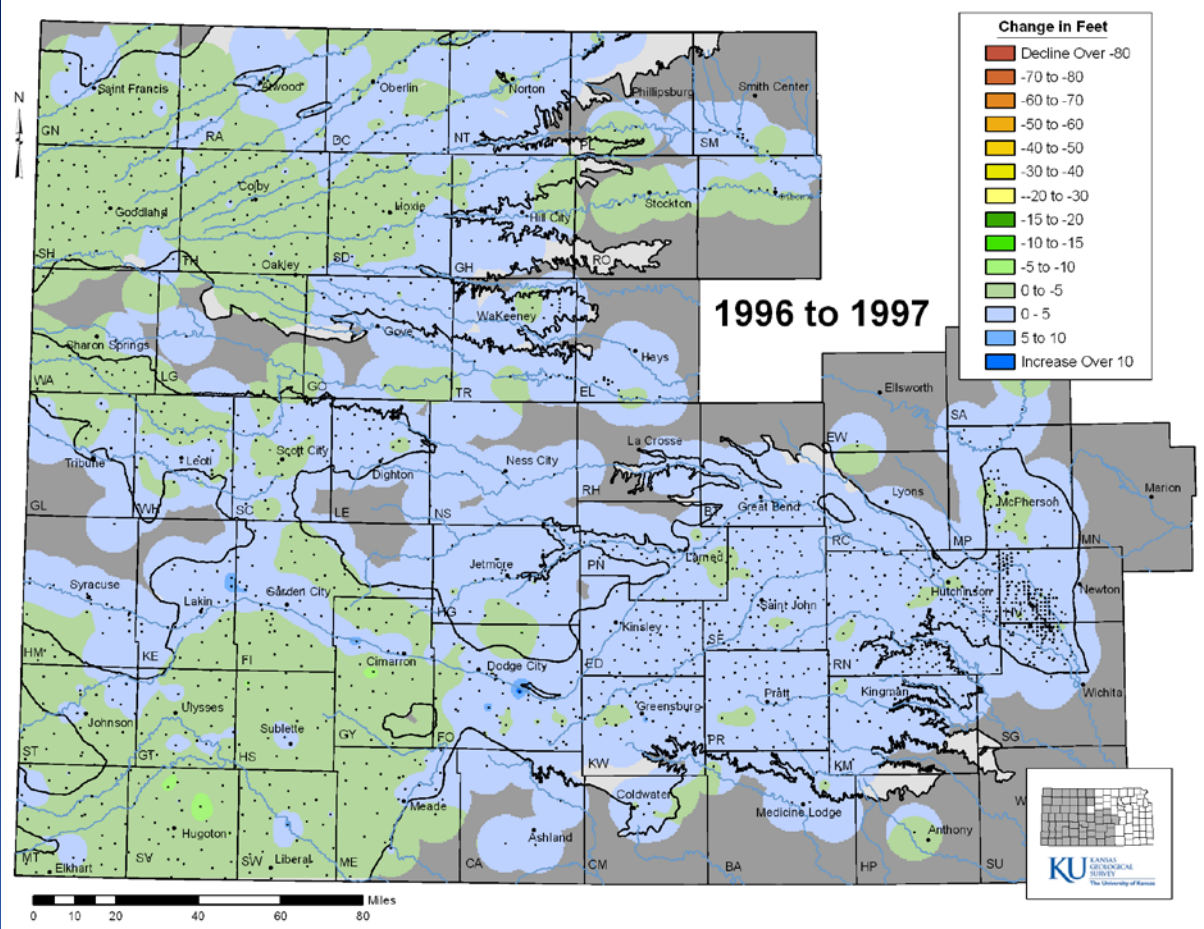 Change in Feet
Decline Over -80
-70 to -80
-60 to -70
-50 to -60
-40 to -50
-30 to -40
--20 to -30
-15 to -20
-10 to -15
-5 to -10
0 to -5
0 - 5
5 to 10
Increase Over 10
1996 to 1997
N
Saint Francis
Atwood
Oberlin
Norton
Phillipsburg
Smith Center
GN
RA
DC
NT
PL
SM
Goodland
Colby
Hoxie
Hill City
Stockton
SH
TH
Oakley
SD
GH
RO
Sharon Springs
Gove
WaKeeney
Hays
WA
LG
GO
TR
EL
Ellsworth
SA
EW
Tribune
Leoti
Scott City
Dighton
Ness City
La Crosse
Great Bend
Lyons
McPherson
Marion
GL
WH
SC
LE
NS
RH
BT
RC
MP
MN
Syracuse
Lakin
Garden City
Jetmore
Larned
PN
Saint John
Hutchinson
Newton
HV
HM
KE
FI
HG
Cimarron
Dodge City
Kinsley
ED
SF
RN
Kingman
Wichita
Johnson
Ulysses
Sublette
Greensburg
Pratt
ST
GT
HS
GY
FO
KW
PR
KM
SG
Hugoton
Liberal
Meade
Ashland
Coldwater
Medicine Lodge
Anthony
W
MT
Elkhart
SV
SW
ME
CA
CM
BA
HP
SU
KU
KANSAS
GEOLOGICAL
SURVEY
The University of Kansas
Miles
0 10 20 40 60 80